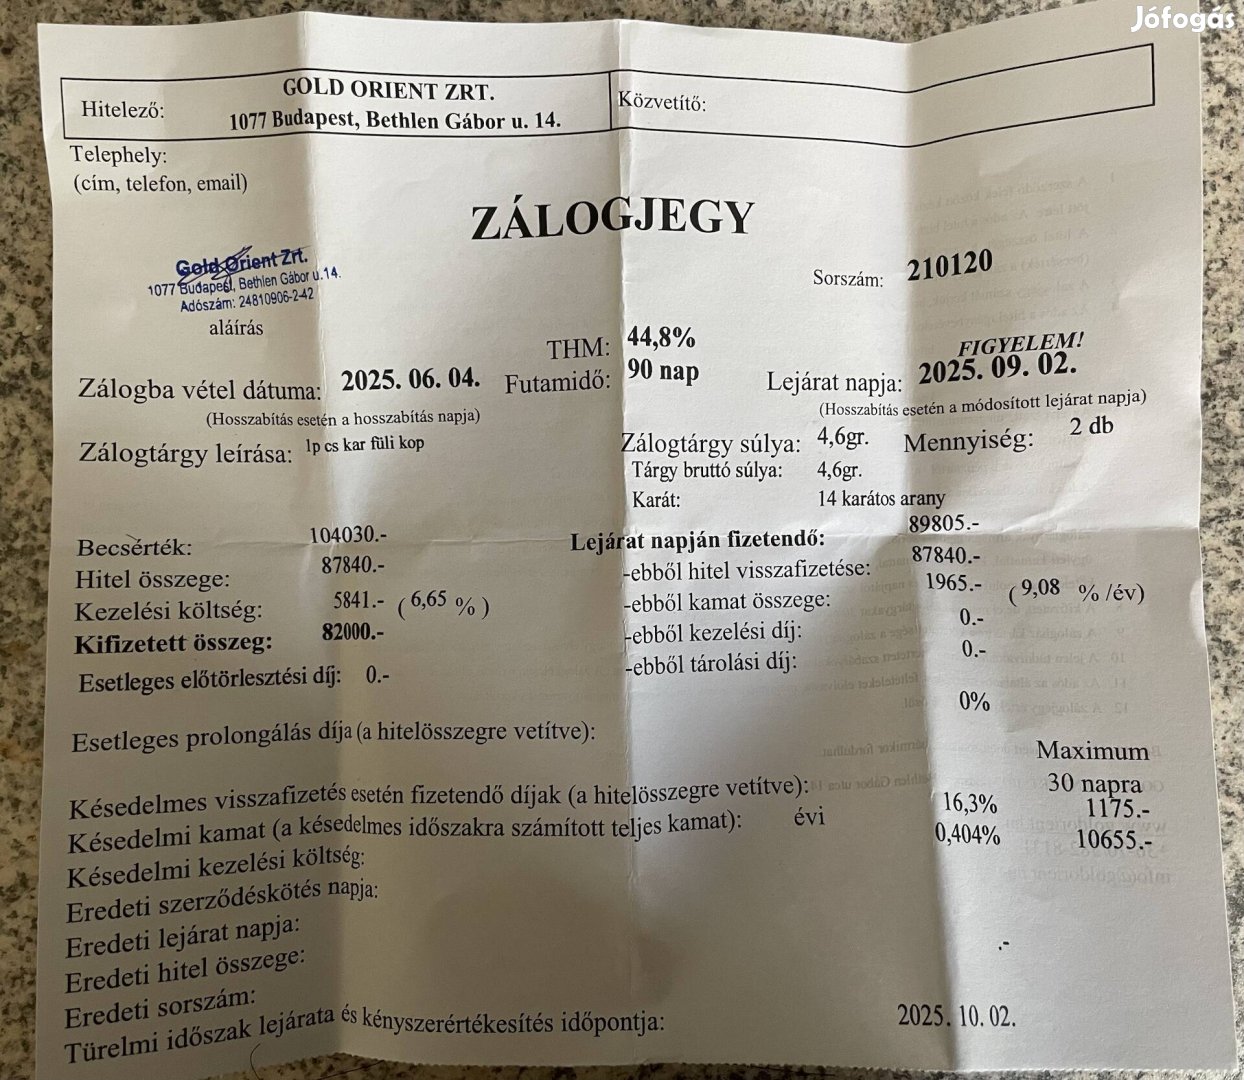 Jófogás
Hitelező:
GOLD ORIENT ZRT.
1077 Budapest, Bethlen Gábor u. 14.
Közvetítő:
Telephely:
(cím, telefon, email)
ZÁLOGJEGY
Gold Orient Zrt.
1077 Budapest, Bethlen Gábor u.14.
Adószám: 24810906-2-42
aláírás
Sorszám: 210120
THM: 44,8%
FIGYELEM!
Zálogba vétel dátuma: 2025. 06. 04. Futamidő: 90 nap Lejárat napja: 2025. 09. 02.
(Hosszabítás esetén a hosszabítás napja) (Hosszabítás esetén a módosított lejárat napja)
Zálogtárgy leírása: 1p cs kar füli kop Zálogtárgy súlya: 4,6gr. Mennyiség: 2 db
Tárgy bruttó súlya: 4,6gr.
Karát: 14 karátos arany
Becsérték: 104030.- Lejárat napján fizetendő: 89805.-
Hitel összege: 87840.- -ebből hitel visszafizetése: 87840.-
Kezelési költség: 5841.- ( 6,65 % ) -ebből kamat összege: 1965.- ( 9,08 % /év)
Kifizetett összeg: 82000.- -ebből kezelési díj: 0.-
Esetleges előtörlesztési díj: 0.- -ebből tárolási díj: 0.-
Esetleges prolongálás díja (a hitelösszegre vetítve): 0%
Maximum
Késedelmes visszafizetés esetén fizetendő díjak (a hitelösszegre vetítve): 30 napra
Késedelmi kamat (a késedelmes időszakra számított teljes kamat): évi 16,3% 1175.-
Késedelmi kezelési költség: 0,404% 10655.-
Eredeti szerződéskötés napja:
Eredeti lejárat napja:
Eredeti hitel összege: .-
Eredeti sorszám:
Türelmi időszak lejárata és kényszerértékesítés időpontja: 2025. 10. 02.